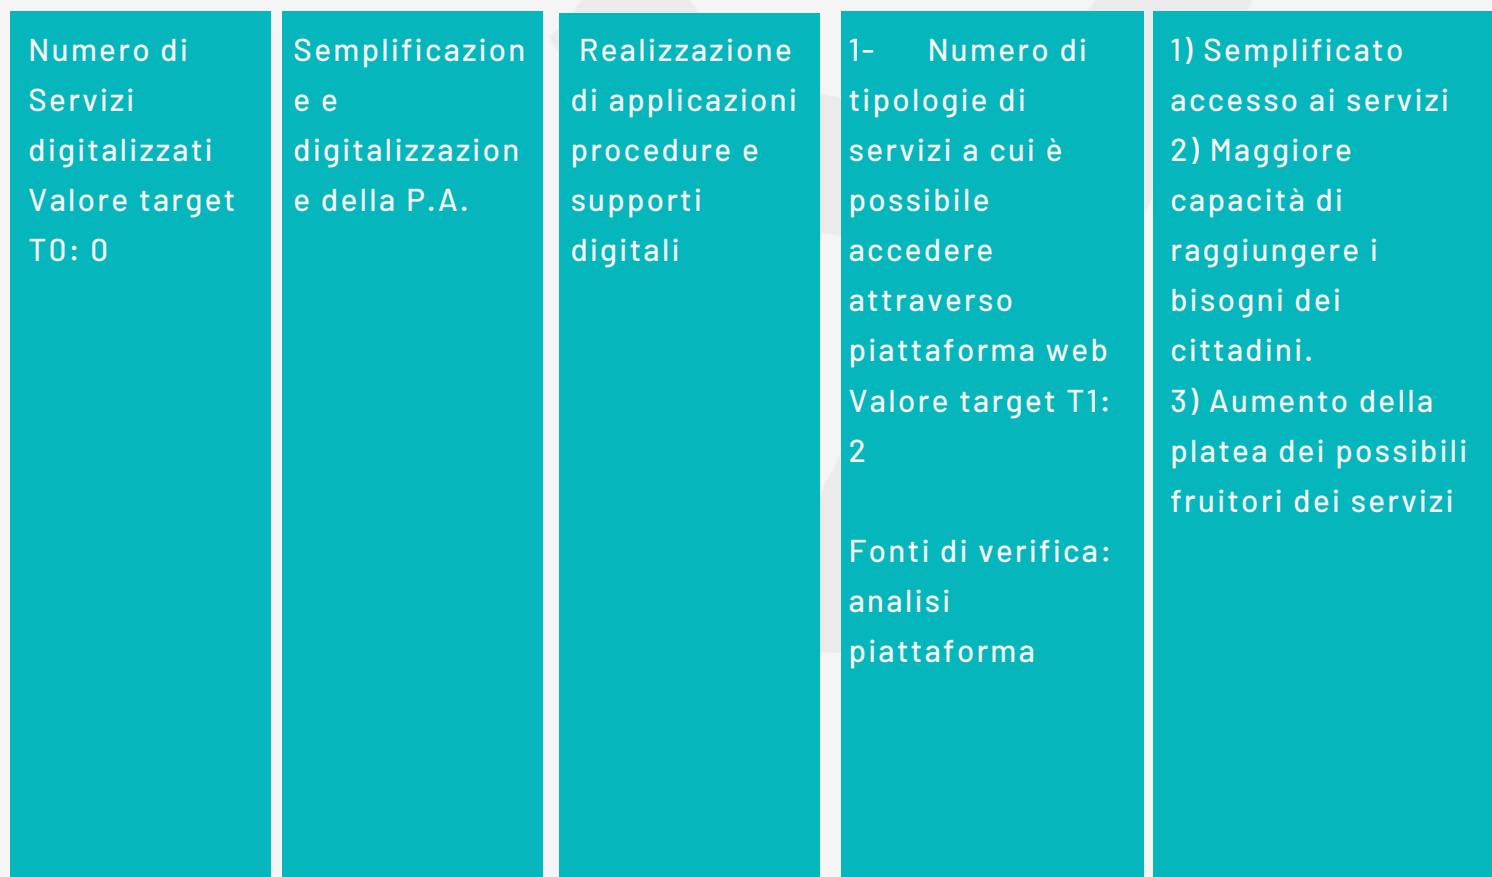 Numero di
Servizi
digitalizzati
Valore target
T0: 0
Semplificazion
e e
digitalizzazion
e della P.A.
Realizzazione
di applicazioni
procedure e
supporti
digitali
1- Numero di
tipologie di
servizi a cui è
possibile
accedere
attraverso
piattaforma web
Valore target T1:
2
Fonti di verifica:
analisi
piattaforma
1) Semplificato
accesso ai servizi
2) Maggiore
capacità di
raggiungere i
bisogni dei
cittadini.
3) Aumento della
platea dei possibili
fruitori dei servizi